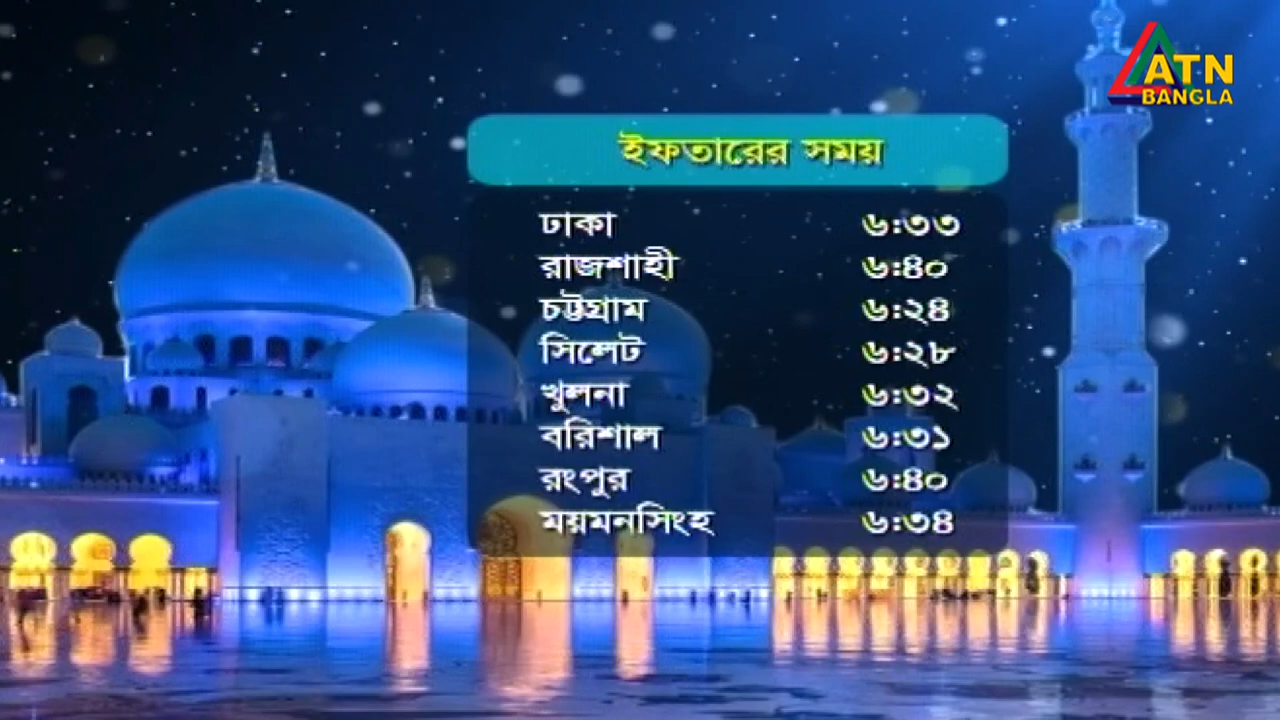 ATN
BANGLA
ইফতারের সময়
ঢাকা ৬:৩৩
রাজশাহী ৬:৪০
চট্টগ্রাম ৬:২৪
সিলেট ৬:২৮
খুলনা ৬:৩২
বরিশাল ৬:৩১
রংপুর ৬:৪০
ময়মনসিংহ ৬:৩৪